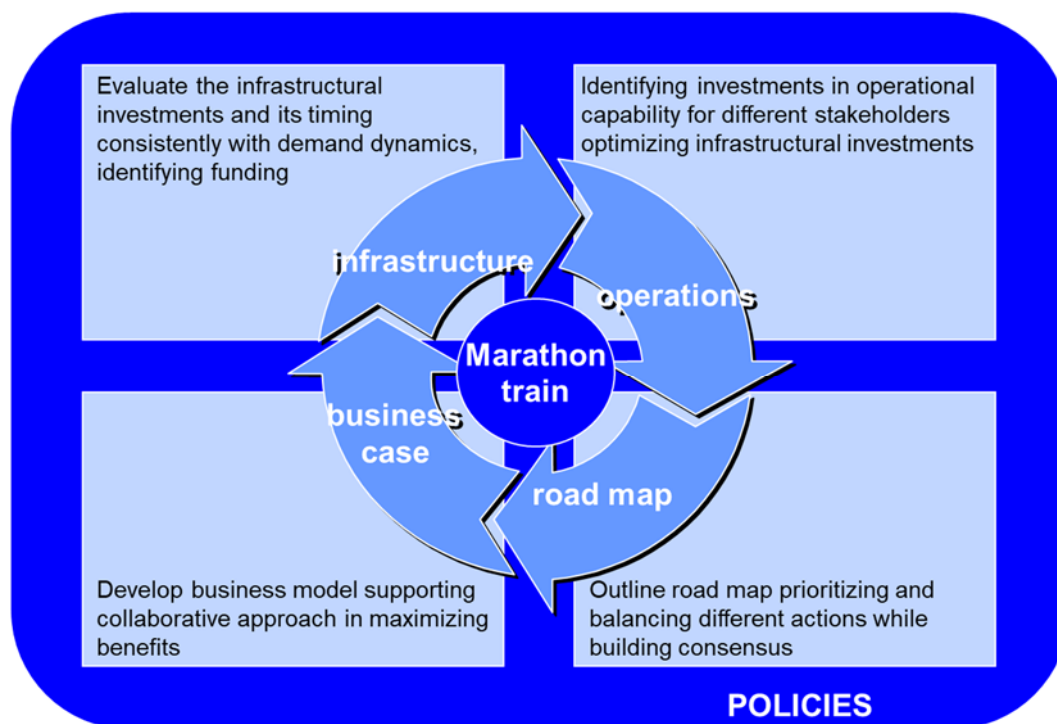 Evaluate the infrastructural
investments and its timing
consistently with demand dynamics,
identifying funding
Identifying investments in operational
capability for different stakeholders
optimizing infrastructural investments
infrastructure
operations
Marathon
train
business
case
road map
Develop business model supporting
collaborative approach in maximizing
benefits
Outline road map prioritizing and
balancing different actions while
building consensus
POLICIES